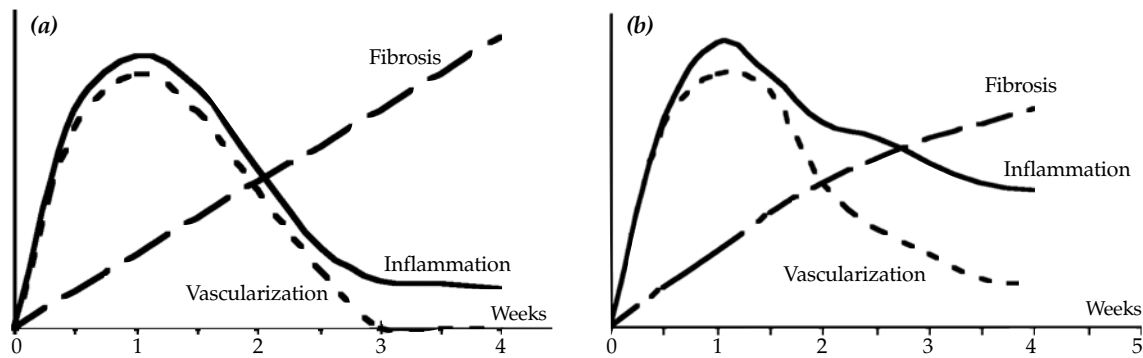 (a)
Fibrosis
Inflammation
Vascularization
Weeks
0 1 2 3 4
(b)
Fibrosis
Inflammation
Vascularization
Weeks
0 1 2 3 4 5